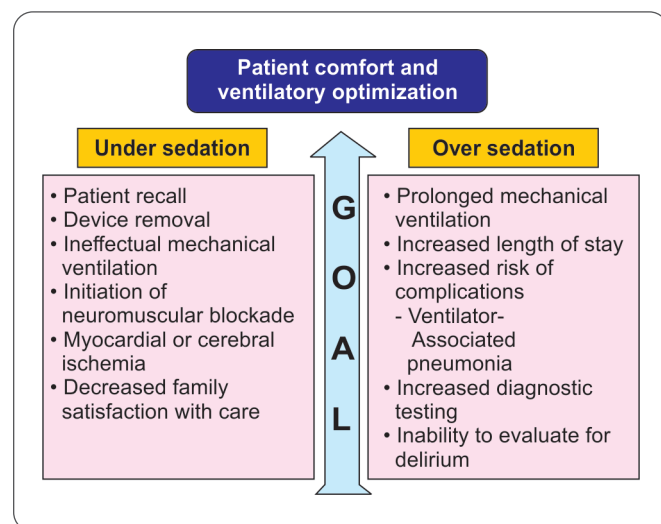 Patient comfort and
ventilatory optimization
Under sedation
• Patient recall
• Device removal
• Ineffectual mechanical
ventilation
• Initiation of
neuromuscular blockade
• Myocardial or cerebral
ischemia
• Decreased family
satisfaction with care
G
O
A
L
Over sedation
• Prolonged mechanical
ventilation
• Increased length of stay
• Increased risk of
complications
- Ventilator-
Associated
pneumonia
• Increased diagnostic
testing
• Inability to evaluate for
delirium